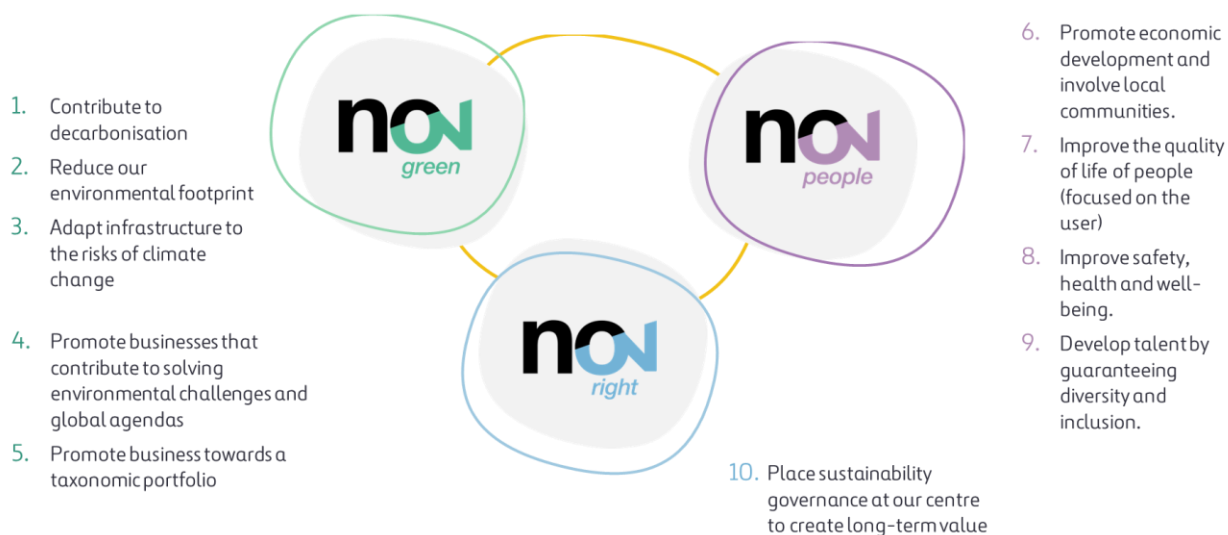 1. Contribute to
decarbonisation
2. Reduce our
environmental footprint
3. Adapt infrastructure to
the risks of climate
change
4. Promote businesses that
contribute to solving
environmental challenges and
global agendas
5. Promote business towards a
taxonomic portfolio
now
green
now
people
now
right
6. Promote economic
development and
involve local
communities.
7. Improve the quality
of life of people
(focused on the
user)
8. Improve safety,
health and well-
being.
9. Develop talent by
guaranteeing
diversity and
inclusion.
10. Place sustainability
governance at our centre
to create long-term value